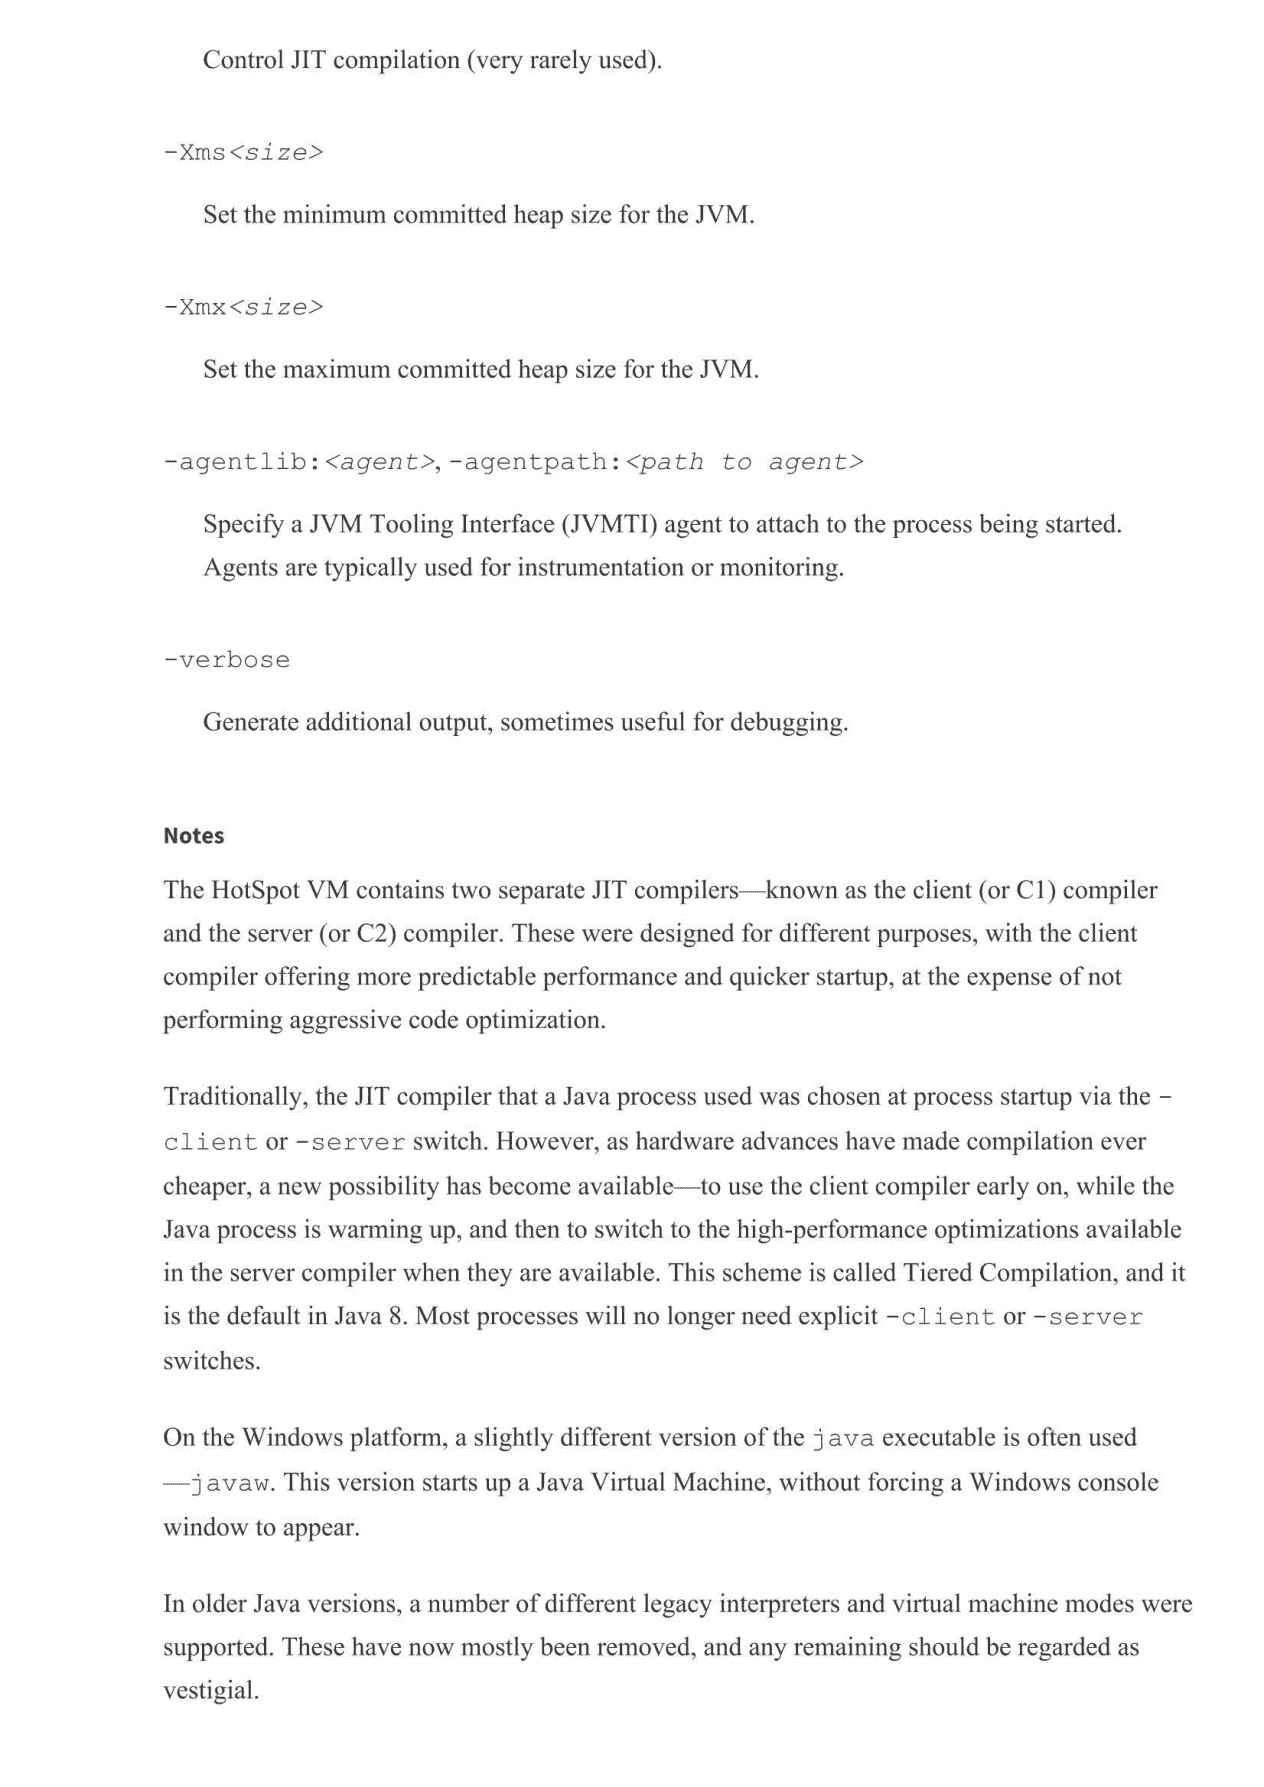 Control JIT compilation (very rarely used).
-Xms<size>
Set the minimum committed heap size for the JVM.
-Xmx<size>
Set the maximum committed heap size for the JVM.
-agentlib:<agent>, -agentpath:<path to agent>
Specify a JVM Tooling Interface (JVMTI) agent to attach to the process being started.
Agents are typically used for instrumentation or monitoring.
-verbose
Generate additional output, sometimes useful for debugging.
Notes
The HotSpot VM contains two separate JIT compilers—known as the client (or C1) compiler
and the server (or C2) compiler. These were designed for different purposes, with the client
compiler offering more predictable performance and quicker startup, at the expense of not
performing aggressive code optimization.
Traditionally, the JIT compiler that a Java process used was chosen at process startup via the -
client or -server switch. However, as hardware advances have made compilation ever
cheaper, a new possibility has become available—to use the client compiler early on, while the
Java process is warming up, and then to switch to the high-performance optimizations available
in the server compiler when they are available. This scheme is called Tiered Compilation, and it
is the default in Java 8. Most processes will no longer need explicit -client or -server
switches.
On the Windows platform, a slightly different version of the java executable is often used
—javaw. This version starts up a Java Virtual Machine, without forcing a Windows console
window to appear.
In older Java versions, a number of different legacy interpreters and virtual machine modes were
supported. These have now mostly been removed, and any remaining should be regarded as
vestigial.